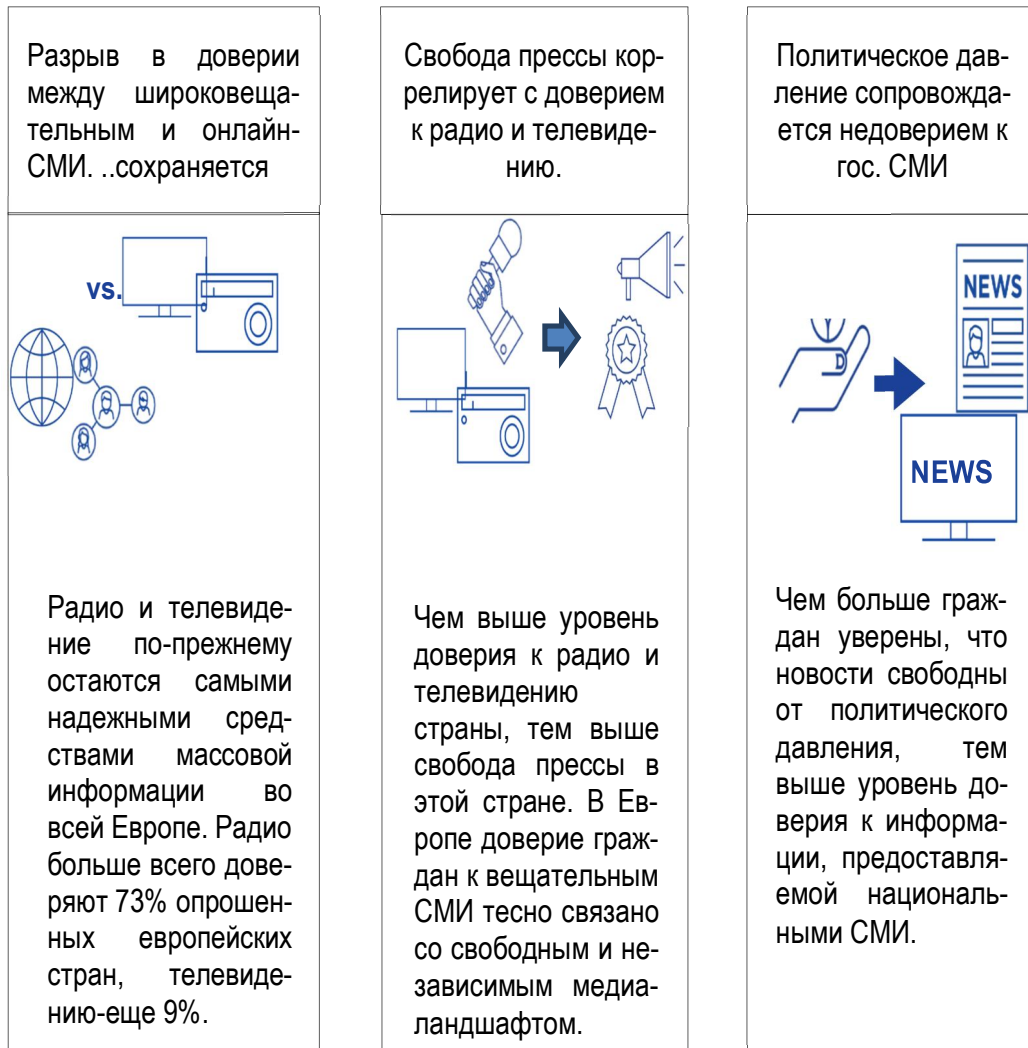 Разрыв в доверии
между широковеща-
тельным и онлайн-
СМИ. ..сохраняется
vs.
Радио и телевиде-
ние по-прежнему
остаются самыми
надежными сред-
ствами массовой
информации во
всей Европе. Радио
больше всего дове-
ряют 73% опрошен-
ных европейских
стран, телевиде-
нию-еще 9%.
Свобода прессы кор-
релирует с доверием
к радио и телевиде-
нию.
Чем выше уровень
доверия к радио и
телевидению
страны, тем выше
свобода прессы в
этой стране. В Ев-
ропе доверие граж-
дан к вещательным
СМИ тесно связано
со свободным и не-
зависимым медиа-
ландшафтом.
Политическое дав-
ление сопровожда-
ется недоверием к
гос. СМИ
NEWS
NEWS
Чем больше граж-
дан уверены, что
новости свободны
от политического
давления, тем
выше уровень до-
верия к информа-
ции, предоставля-
емой националь-
ными СМИ.